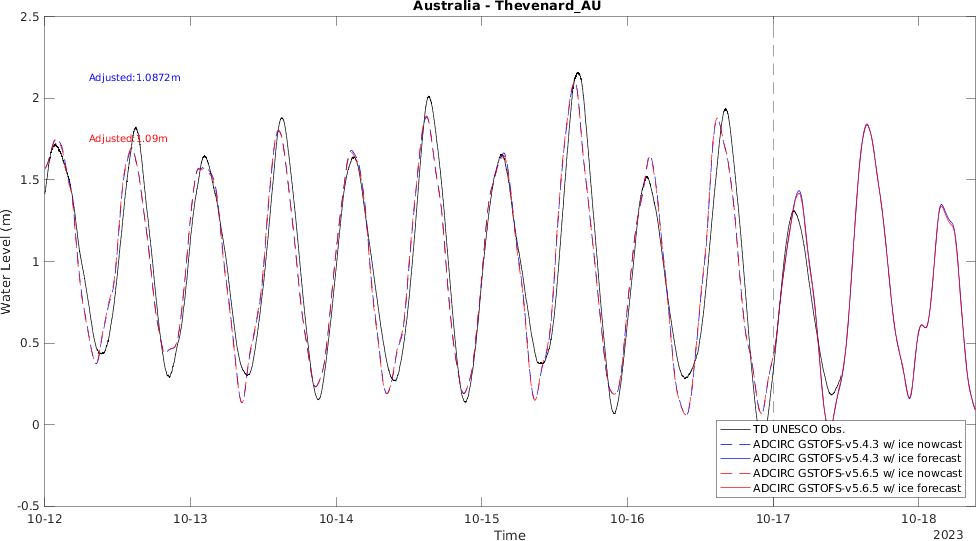 Australia - Thevenard_AU
2.5
2
1.5
1
0.5
0
-0.5
Water Level (m)
Adjusted:1.0872m
Adjusted:1.09m
TD UNESCO Obs.
ADCIRC GSTOFS-v5.4.3 w/ ice nowcast
ADCIRC GSTOFS-v5.4.3 w/ ice forecast
ADCIRC GSTOFS-v5.6.5 w/ ice nowcast
ADCIRC GSTOFS-v5.6.5 w/ ice forecast
10-12 10-13 10-14 10-15 10-16 10-17 10-18
Time
2023